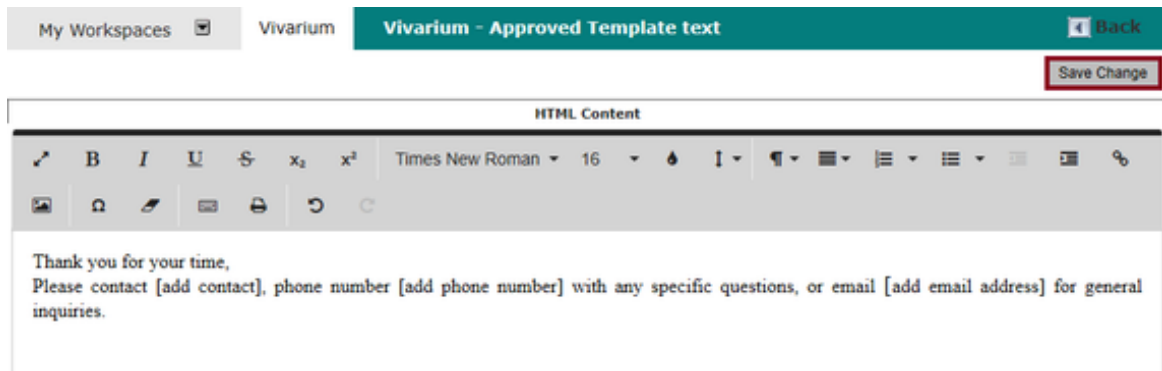 My Workspaces Vivarium Vivarium - Approved Template text Back
Save Change
HTML Content
B I U S x₂ x² Times New Roman 16
Ω
Thank you for your time,
Please contact [add contact], phone number [add phone number] with any specific questions, or email [add email address] for general
inquiries.